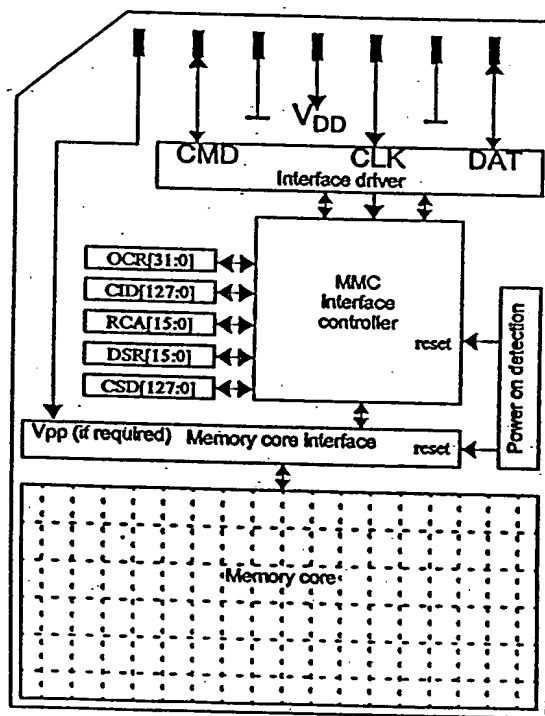 VDD
CMD CLK DAT
Interface driver
OCR[31:0]
CID[127:0]
RCA[15:0]
DSR[15:0]
CSD[127:0]
MMC
Interface
controller
reset
Power on detection
Vpp (if required) Memory core interface reset
Memory core